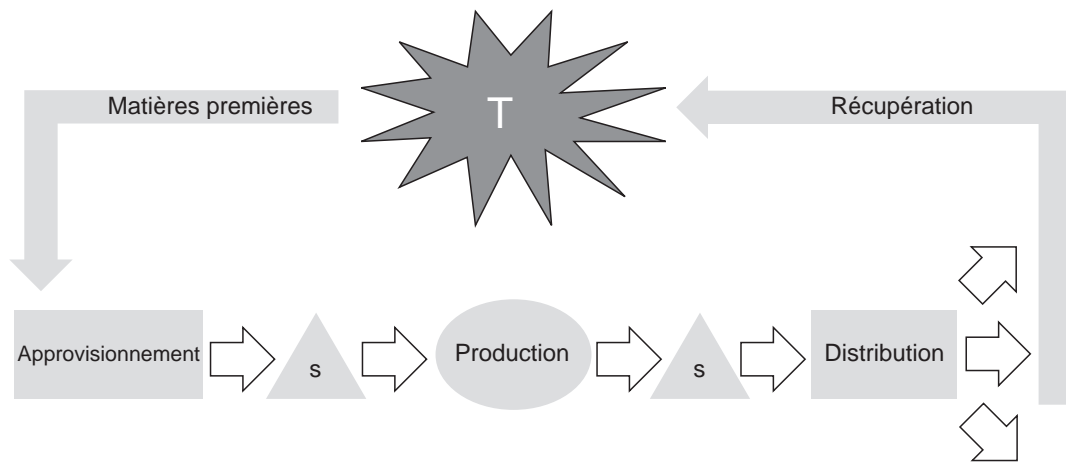 Matières premières
T
Récupération
Approvisionnement
s
Production
s
Distribution